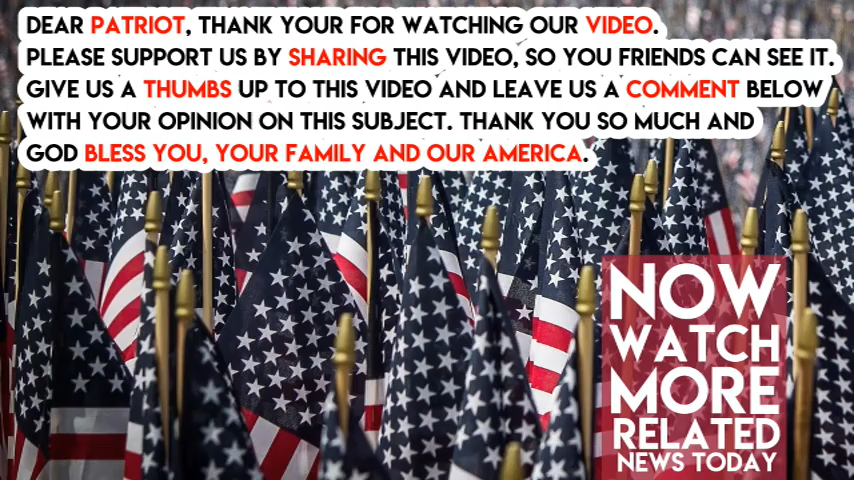 DEAR PATRIOT, THANK YOUR FOR WATCHING OUR VIDEO.
PLEASE SUPPORT US BY SHARING THIS VIDEO, SO YOU FRIENDS CAN SEE IT.
GIVE US A THUMBS UP TO THIS VIDEO AND LEAVE US A COMMENT BELOW
WITH YOUR OPINION ON THIS SUBJECT. THANK YOU SO MUCH AND
GOD BLESS YOU, YOUR FAMILY AND OUR AMERICA.
NOW
WATCH
MORE
RELATED
NEWS TODAY